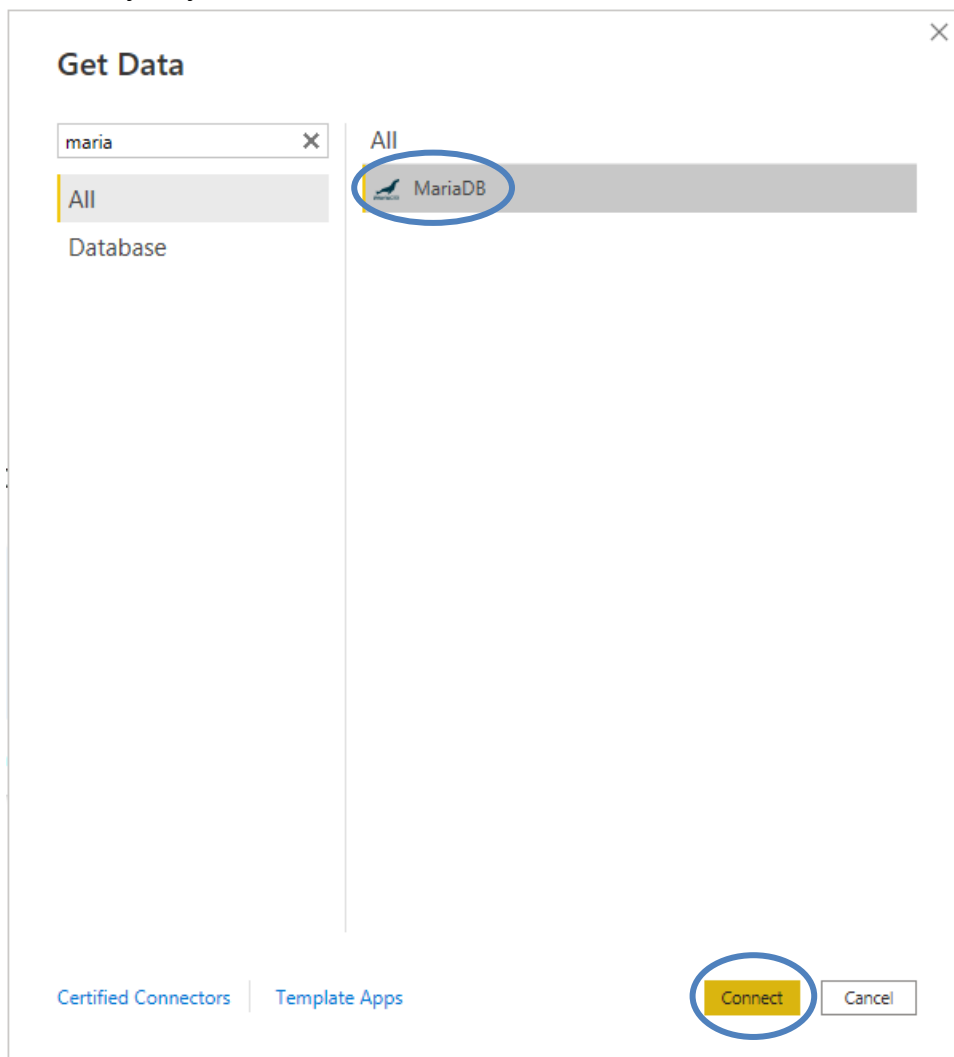 Get Data
maria
All
Database
All
MariaDB
Certified Connectors
Template Apps
Connect
Cancel